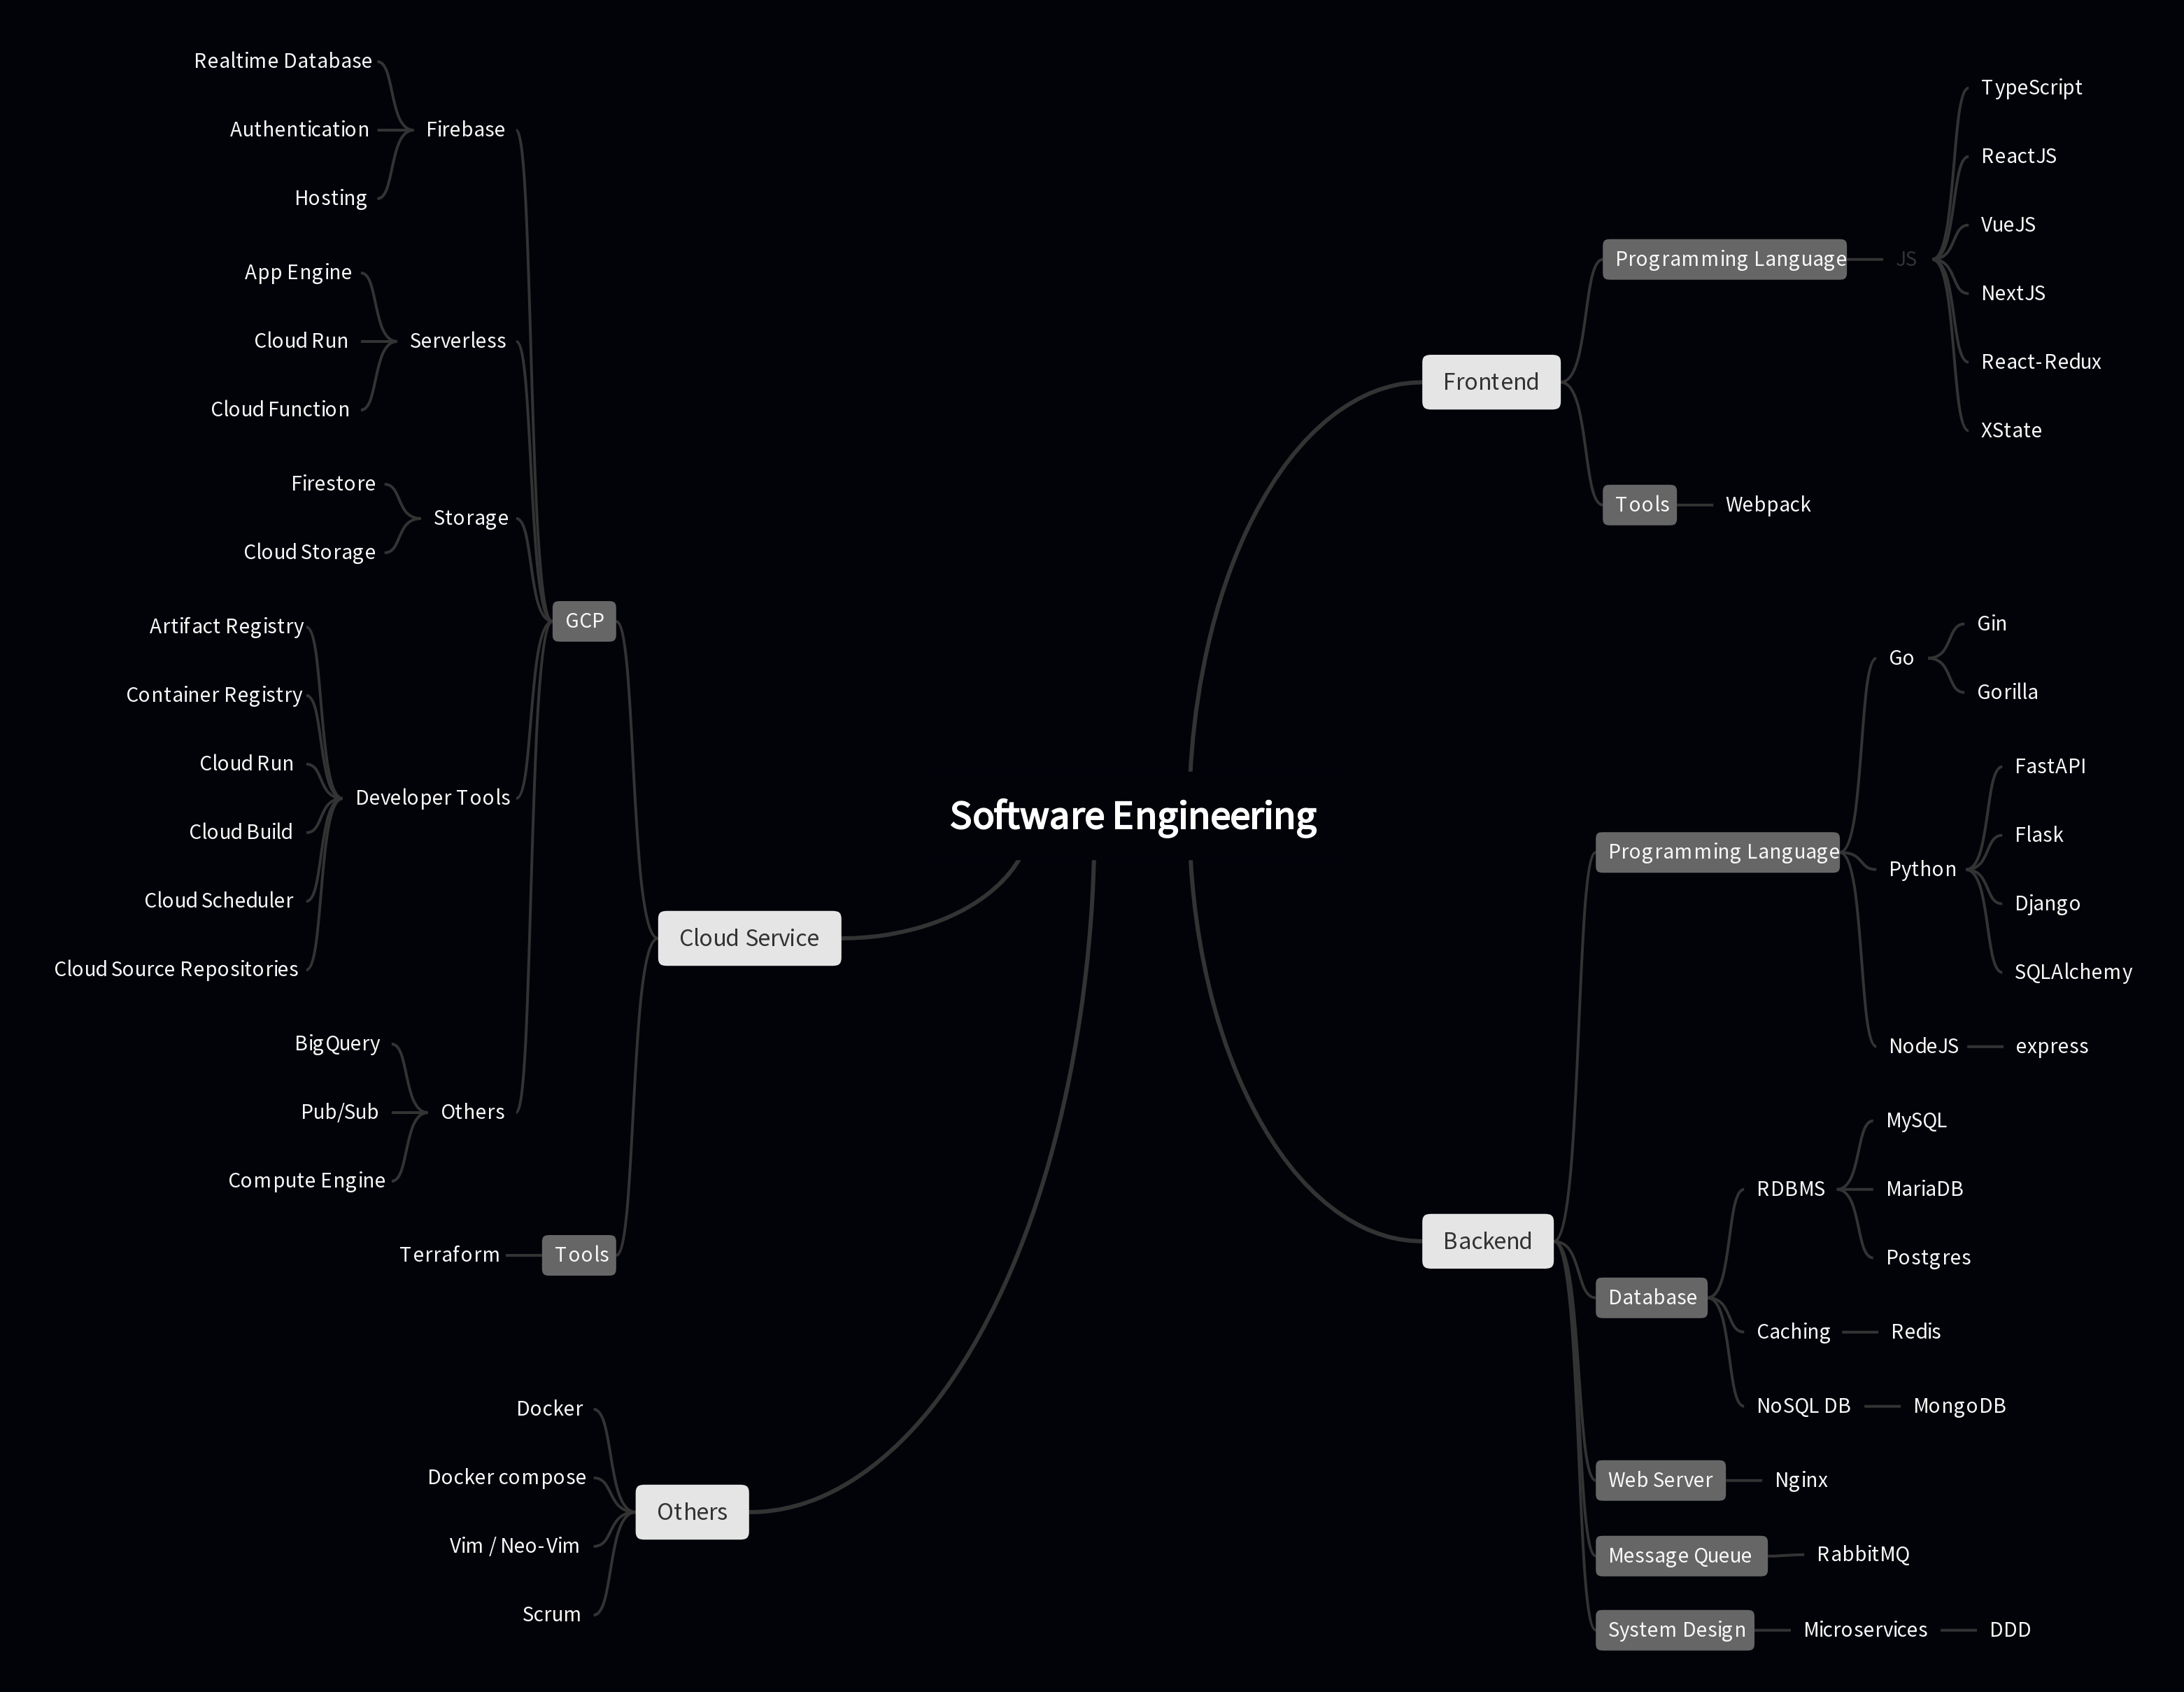 Software Engineering
Frontend
Programming Language
JS
TypeScript
ReactJS
VueJS
NextJS
React-Redux
XState
Tools
Webpack
Backend
Programming Language
Go
Gin
Gorilla
Python
FastAPI
Flask
Django
SQLAlchemy
NodeJS
express
Database
RDBMS
MySQL
MariaDB
Postgres
Caching
Redis
NoSQL DB
MongoDB
Web Server
Nginx
Message Queue
RabbitMQ
System Design
Microservices
DDD
Cloud Service
GCP
Firebase
Realtime Database
Authentication
Hosting
Serverless
App Engine
Cloud Run
Cloud Function
Storage
Firestore
Cloud Storage
Developer Tools
Artifact Registry
Container Registry
Cloud Run
Cloud Build
Cloud Scheduler
Cloud Source Repositories
Others
BigQuery
Pub/Sub
Compute Engine
Tools
Terraform
Others
Docker
Docker compose
Vim / Neo-Vim
Scrum